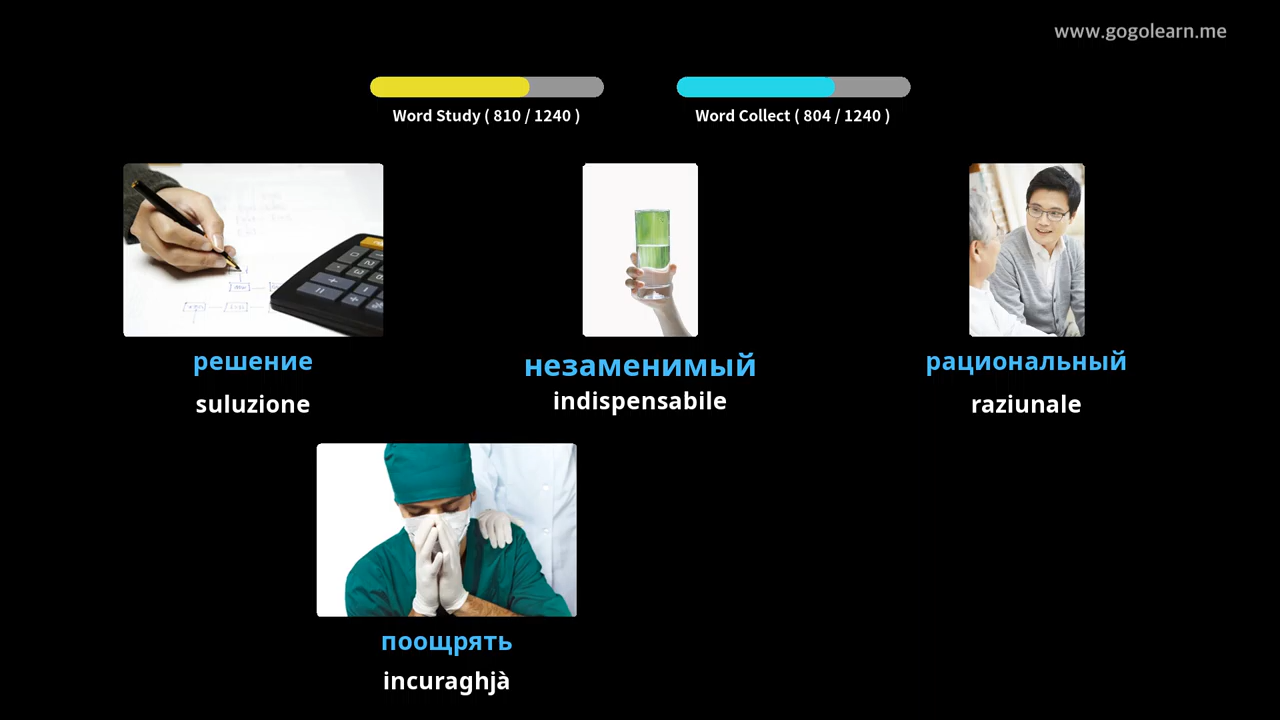 www.gogolearn.me
Word Study ( 810 / 1240 )
Word Collect ( 804 / 1240 )
решение
незаменимый
рациональный
suluzione
indispensabile
raziunale
поощрять
incuraghjà